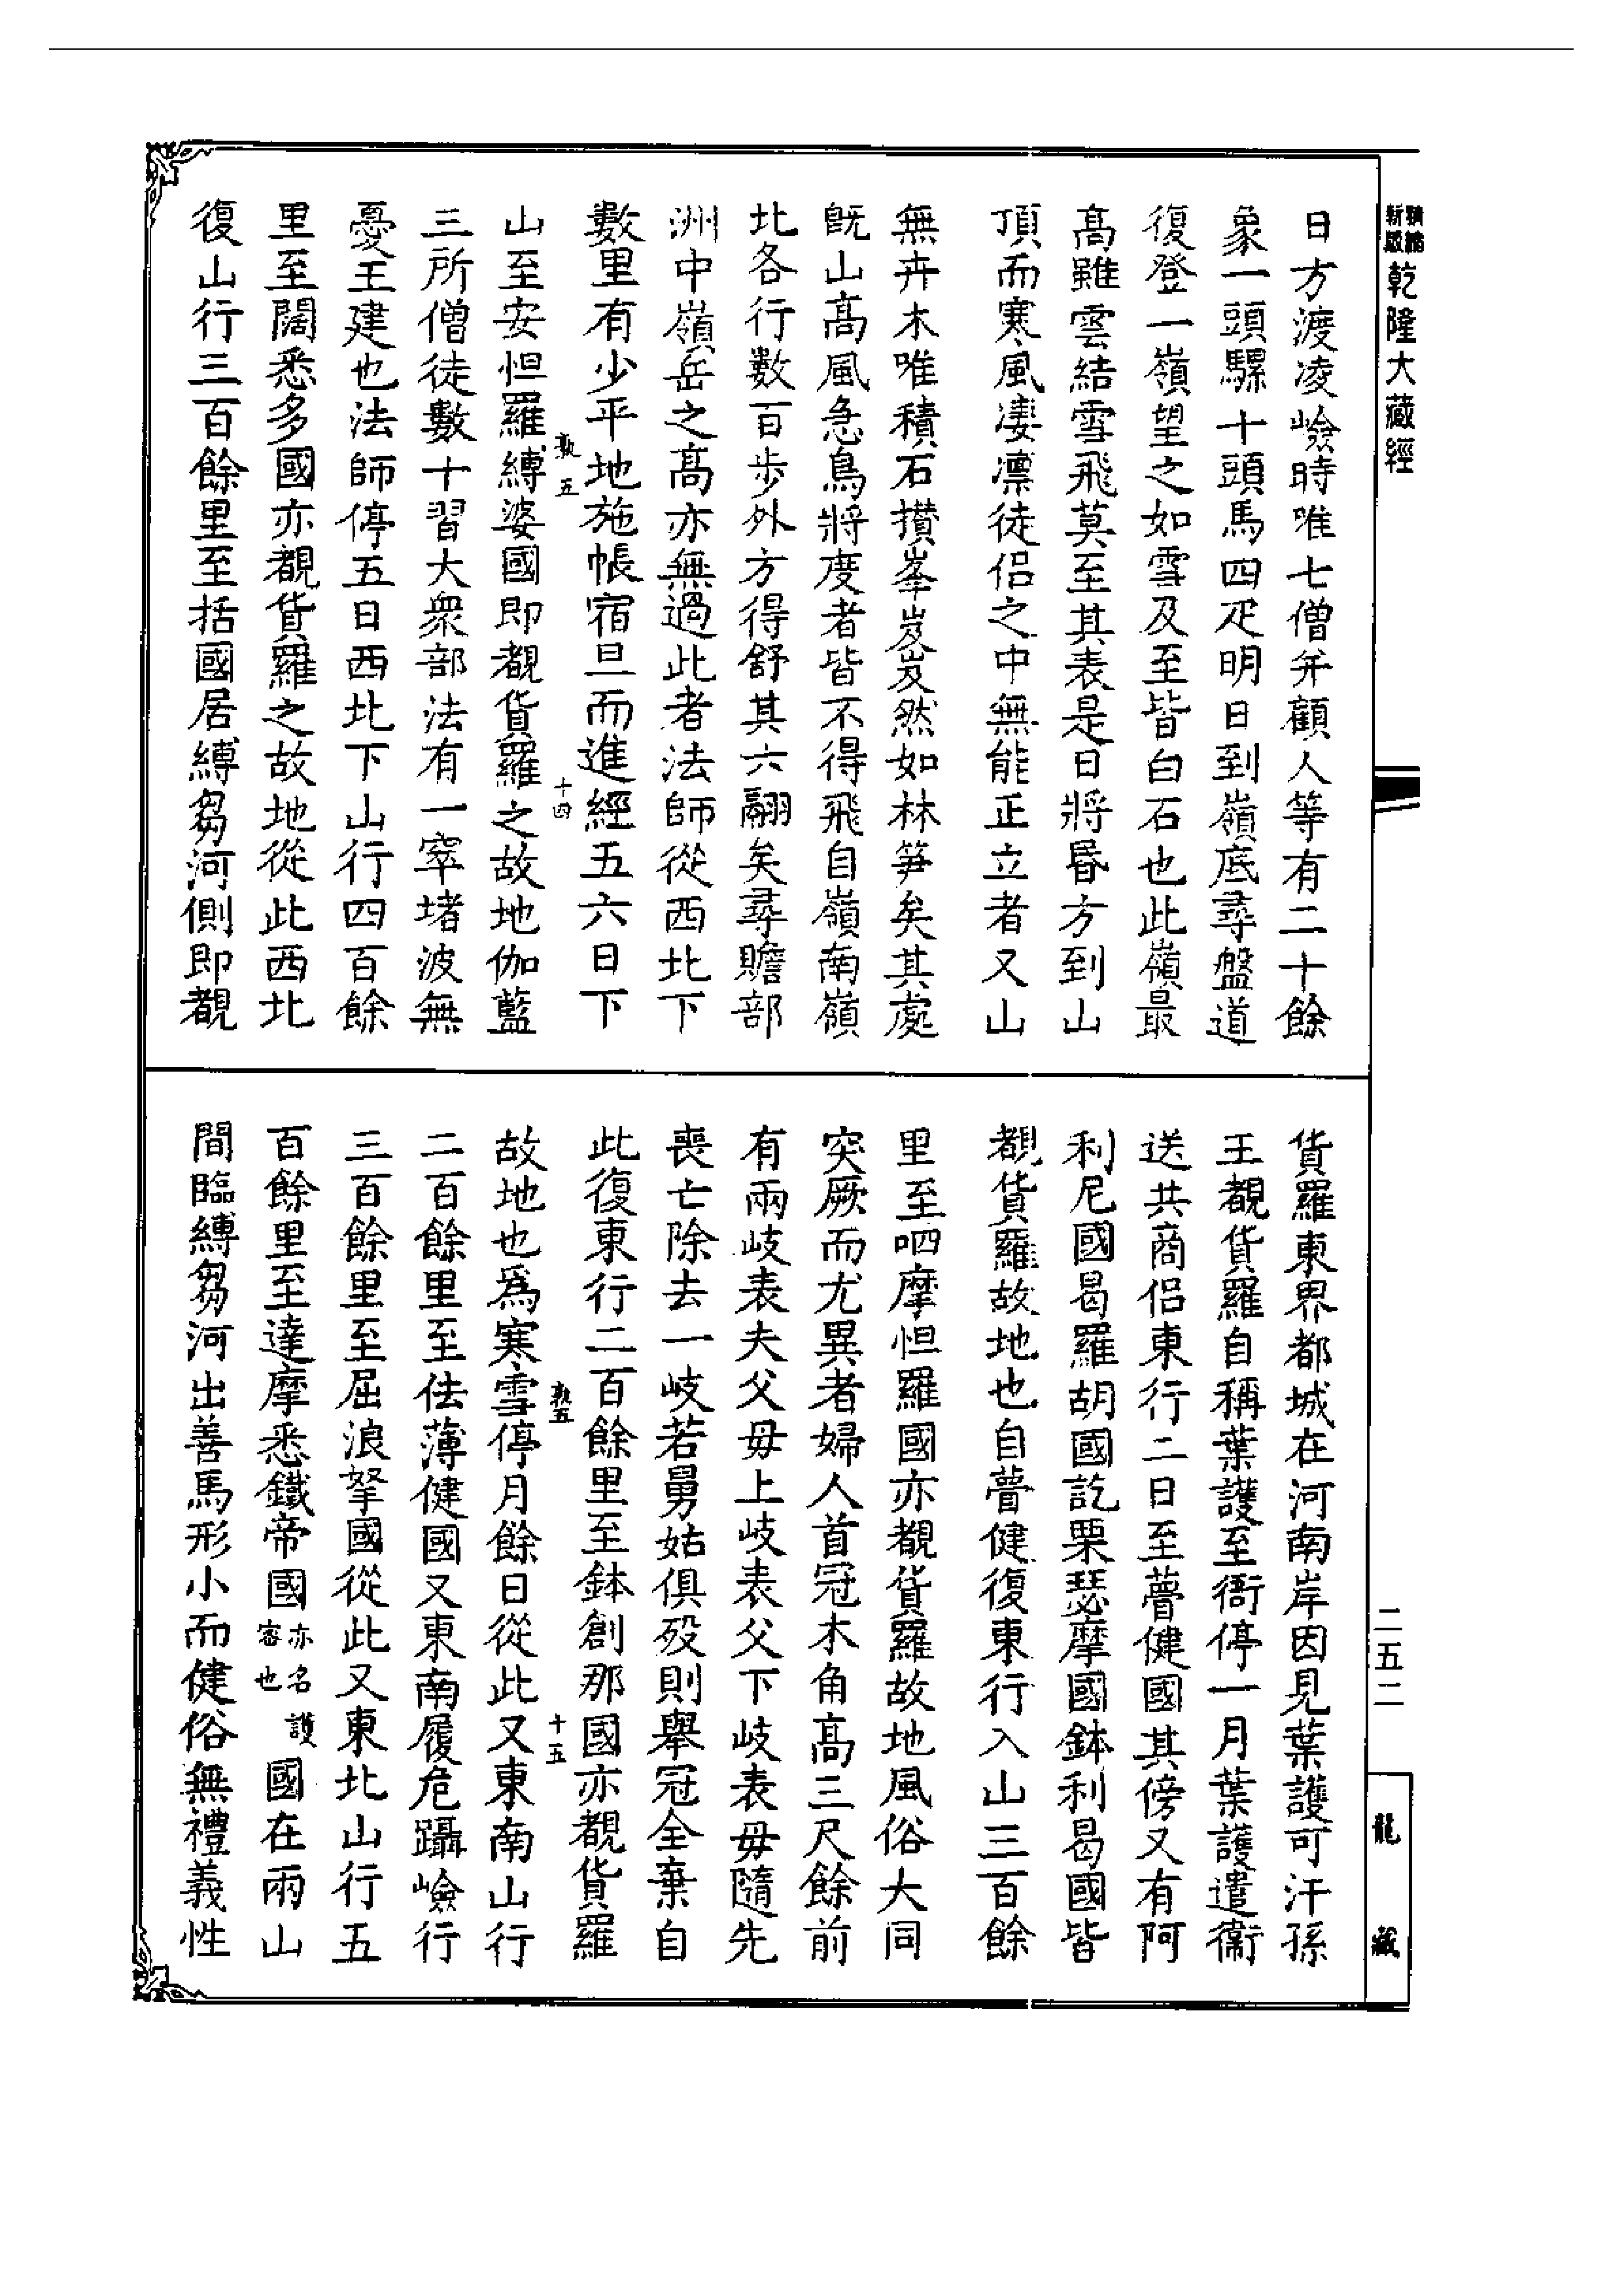 乾隆大藏經
日方渡凌嶮時唯七僧并顧人等有二十餘
象一頭騾十頭馬四疋明日到嶺底尋盤道
復登一嶺望之如雪及至皆白石也此嶺最
髙雖雲結雪飛莫至其表是日將昬方到山
頂而寒風凄凛徒侣之中無能正立者又山
無卉木唯積石攢峯岌岌然如林笋矣其處
旣山髙風急鳥將度者皆不得飛自嶺南嶺
北各行數百步外方得舒其六翮矣尋贍部
洲中嶺岳之髙亦無過此者法師從西北下
數里有少平地施帳宿旦而進經五六日下
孰五
十四
山至安怛羅縛婆國即覩貨羅之故地伽藍
三所僧徒數十習大衆部法有一窣堵波無
憂王建也法師停五日西北下山行四百餘
里至闊悉多國亦覩貨羅之故地從此西北
復山行三百餘里至括國居縛芻河側即覩
貨羅東界都城在河南岸因見葉護可汗孫
王覩貨羅自稱葉護至衙停一月葉護遣衛
送共商侣東行二日至瞢健國其傍又有阿
利尼國曷羅胡國訖栗瑟摩國鉢利曷國皆
覩貨羅故地也自瞢健復東行入山三百餘
里至呬摩怛羅國亦覩貨羅故地風俗大同
突厥而尤異者婦人首冠木角髙三尺餘前
有兩岐表夫父毋上岐表父下岐表毋隨先
喪亡除去一岐若舅姑俱歿則舉冠全棄自
此復東行二百餘里至鉢創那國亦覩貨羅
孰五
十五
故地也爲寒雪停月餘日從此又東南山行
二百餘里至佉薄健國又東南履危躡嶮行
三百餘里至屈浪拏國從此又東北山行五
百餘里至達摩悉鐵帝國亦名護密也國在兩山
間臨縛芻河出善馬形小而健俗無禮義性
二五二
龍藏